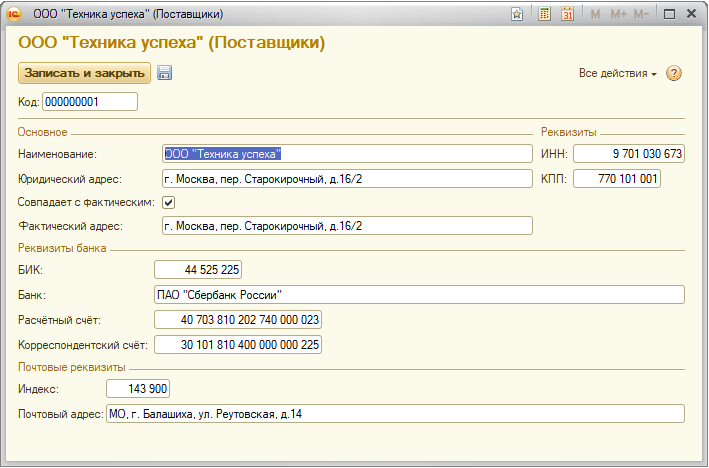 ООО "Техника успеха" (Поставщики)
M M+ M-
ООО "Техника успеха" (Поставщики)
Записать и закрыть Все действия
Код: 000000001
Основное Реквизиты
Наименование: ООО "Техника успеха" ИНН: 9 701 030 673
Юридический адрес: г. Москва, пер. Старокирочный, д.16/2 КПП: 770 101 001
Совпадает с фактическим:
Фактический адрес: г. Москва, пер. Старокирочный, д.16/2
Реквизиты банка
БИК: 44 525 225
Банк: ПАО "Сбербанк России"
Расчётный счёт: 40 703 810 202 740 000 023
Корреспондентский счёт: 30 101 810 400 000 000 225
Почтовые реквизиты
Индекс: 143 900
Почтовый адрес: МО, г. Балашиха, ул. Реутовская, д.14